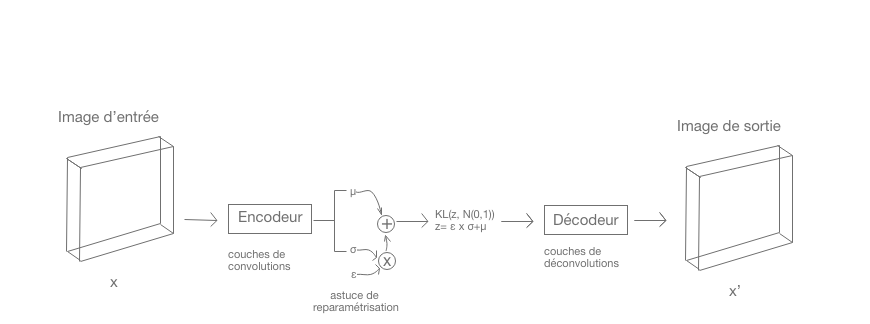 Image d'entrée
x
Encodeur
couches de
convolutions
μ
+
σ
x
ε
astuce de
reparamétrisation
KL(z, N(0,1))
z= ε x σ+μ
Décodeur
couches de
déconvolutions
Image de sortie
x'